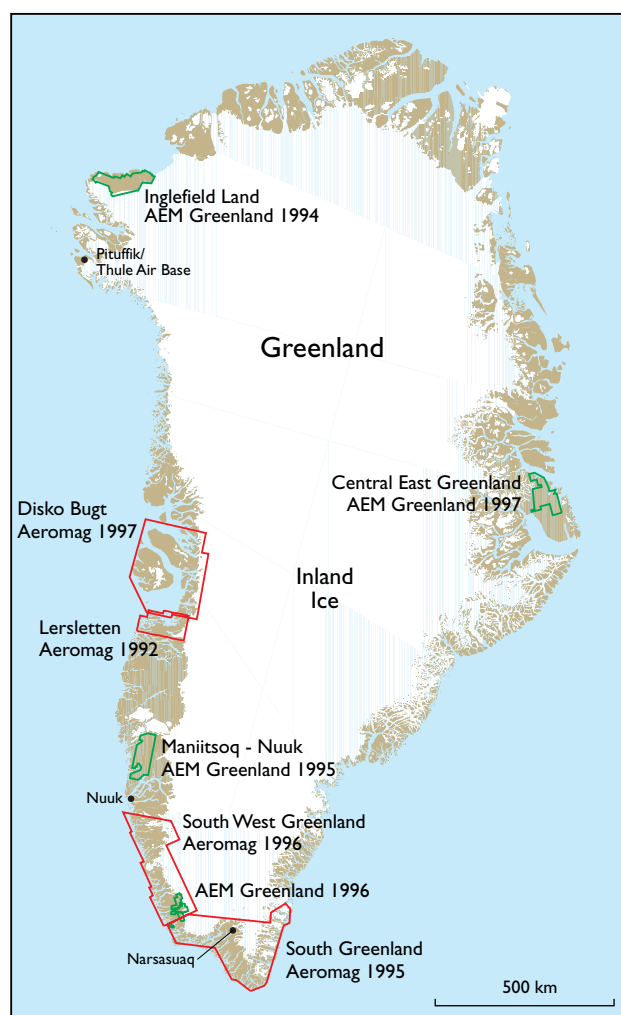 Inglefield Land
AEM Greenland 1994
Pituffik/
Thule Air Base
Greenland
Central East Greenland
AEM Greenland 1997
Disko Bugt
Aeromag 1997
Inland
Ice
Lersletten
Aeromag 1992
Maniitsoq - Nuuk
AEM Greenland 1995
Nuuk
South West Greenland
Aeromag 1996
AEM Greenland 1996
Narsasuaq
South Greenland
Aeromag 1995
500 km